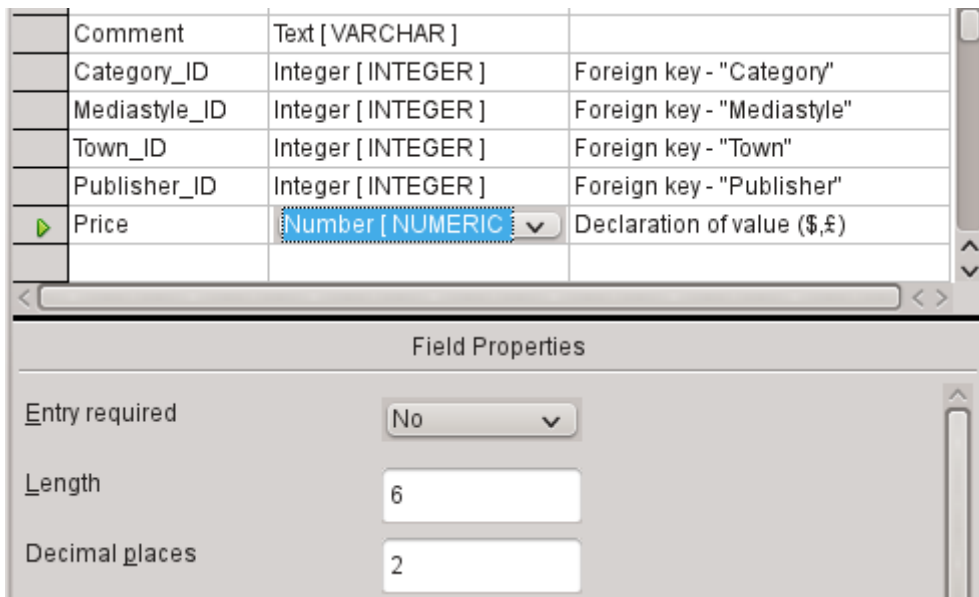 Comment Text [ VARCHAR ]
Category_ID Integer [ INTEGER ] Foreign key - "Category"
Mediastyle_ID Integer [ INTEGER ] Foreign key - "Mediastyle"
Town_ID Integer [ INTEGER ] Foreign key - "Town"
Publisher_ID Integer [ INTEGER ] Foreign key - "Publisher"
Price Number [ NUMERIC Declaration of value ($,£)
Field Properties
Entry required No
Length 6
Decimal places 2